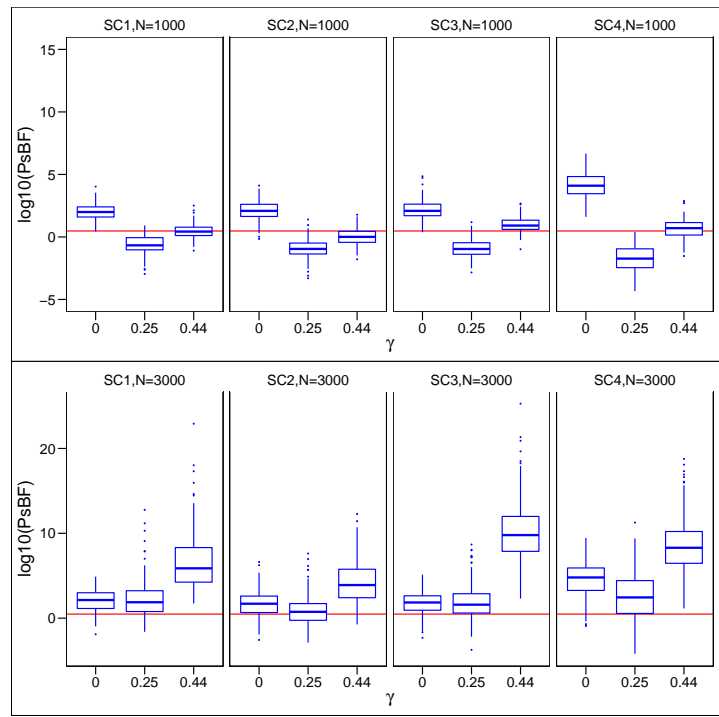 SC1,N=1000 SC2,N=1000 SC3,N=1000 SC4,N=1000
15
10
5
0
−5
log10(PsBF)
0 0.25 0.44 0 0.25 0.44 0 0.25 0.44 0 0.25 0.44
γ
SC1,N=3000 SC2,N=3000 SC3,N=3000 SC4,N=3000
20
10
0
log10(PsBF)
0 0.25 0.44 0 0.25 0.44 0 0.25 0.44 0 0.25 0.44
γ